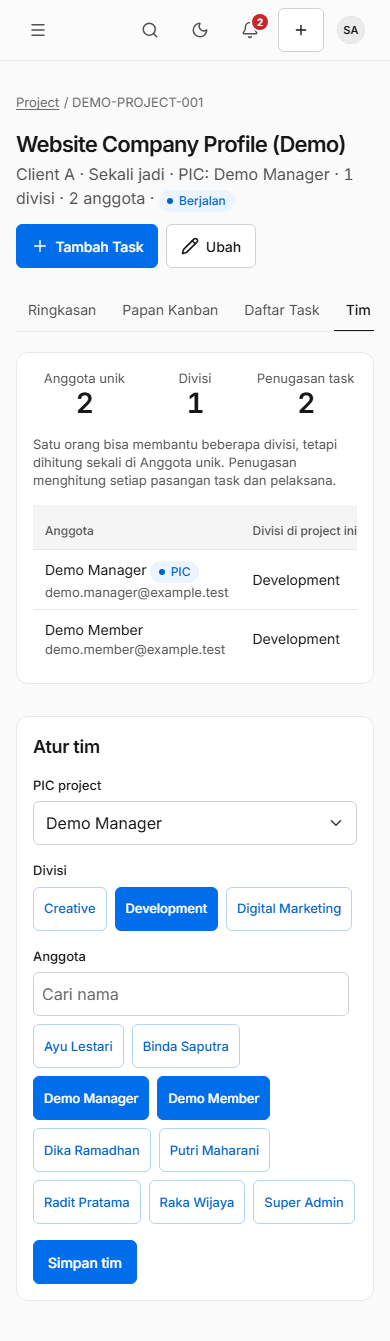 2
SA
Project / DEMO-PROJECT-001
Website Company Profile (Demo)
Client A · Sekali jadi · PIC: Demo Manager · 1
divisi · 2 anggota · Berjalan
Tambah Task
Ubah
Ringkasan
Papan Kanban
Daftar Task
Tim
Anggota unik
Divisi
Penugasan task
2
1
2
Satu orang bisa membantu beberapa divisi, tetapi
dihitung sekali di Anggota unik. Penugasan
menghitung setiap pasangan task dan pelaksana.
Anggota
Divisi di project ini
Demo Manager PIC
demo.manager@example.test
Development
Demo Member
demo.member@example.test
Development
Atur tim
PIC project
Demo Manager
Divisi
Creative
Development
Digital Marketing
Anggota
Cari nama
Ayu Lestari
Binda Saputra
Demo Manager
Demo Member
Dika Ramadhan
Putri Maharani
Radit Pratama
Raka Wijaya
Super Admin
Simpan tim